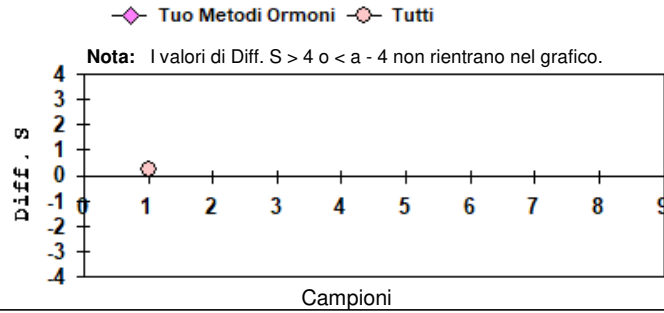 Tuo Metodi Ormoni Tutti
Nota: I valori di Diff. S > 4 o < a - 4 non rientrano nel grafico.
4
3
2
1
0
-1
-2
-3
-4
Diff. S
0 1 2 3 4 5 6 7 8 9
Campioni